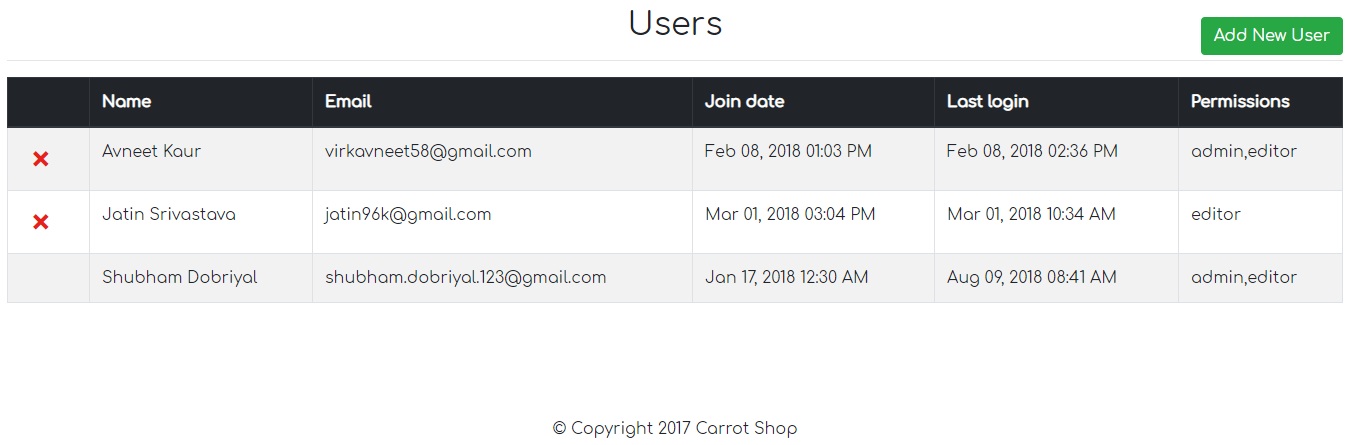 Users
Add New User
Name Email Join date Last login Permissions
Avneet Kaur virkavneet58@gmail.com Feb 08, 2018 01:03 PM Feb 08, 2018 02:36 PM admin,editor
Jatin Srivastava jatin96k@gmail.com Mar 01, 2018 03:04 PM Mar 01, 2018 10:34 AM editor
Shubham Dobriyal shubham.dobriyal.123@gmail.com Jan 17, 2018 12:30 AM Aug 09, 2018 08:41 AM admin,editor
© Copyright 2017 Carrot Shop